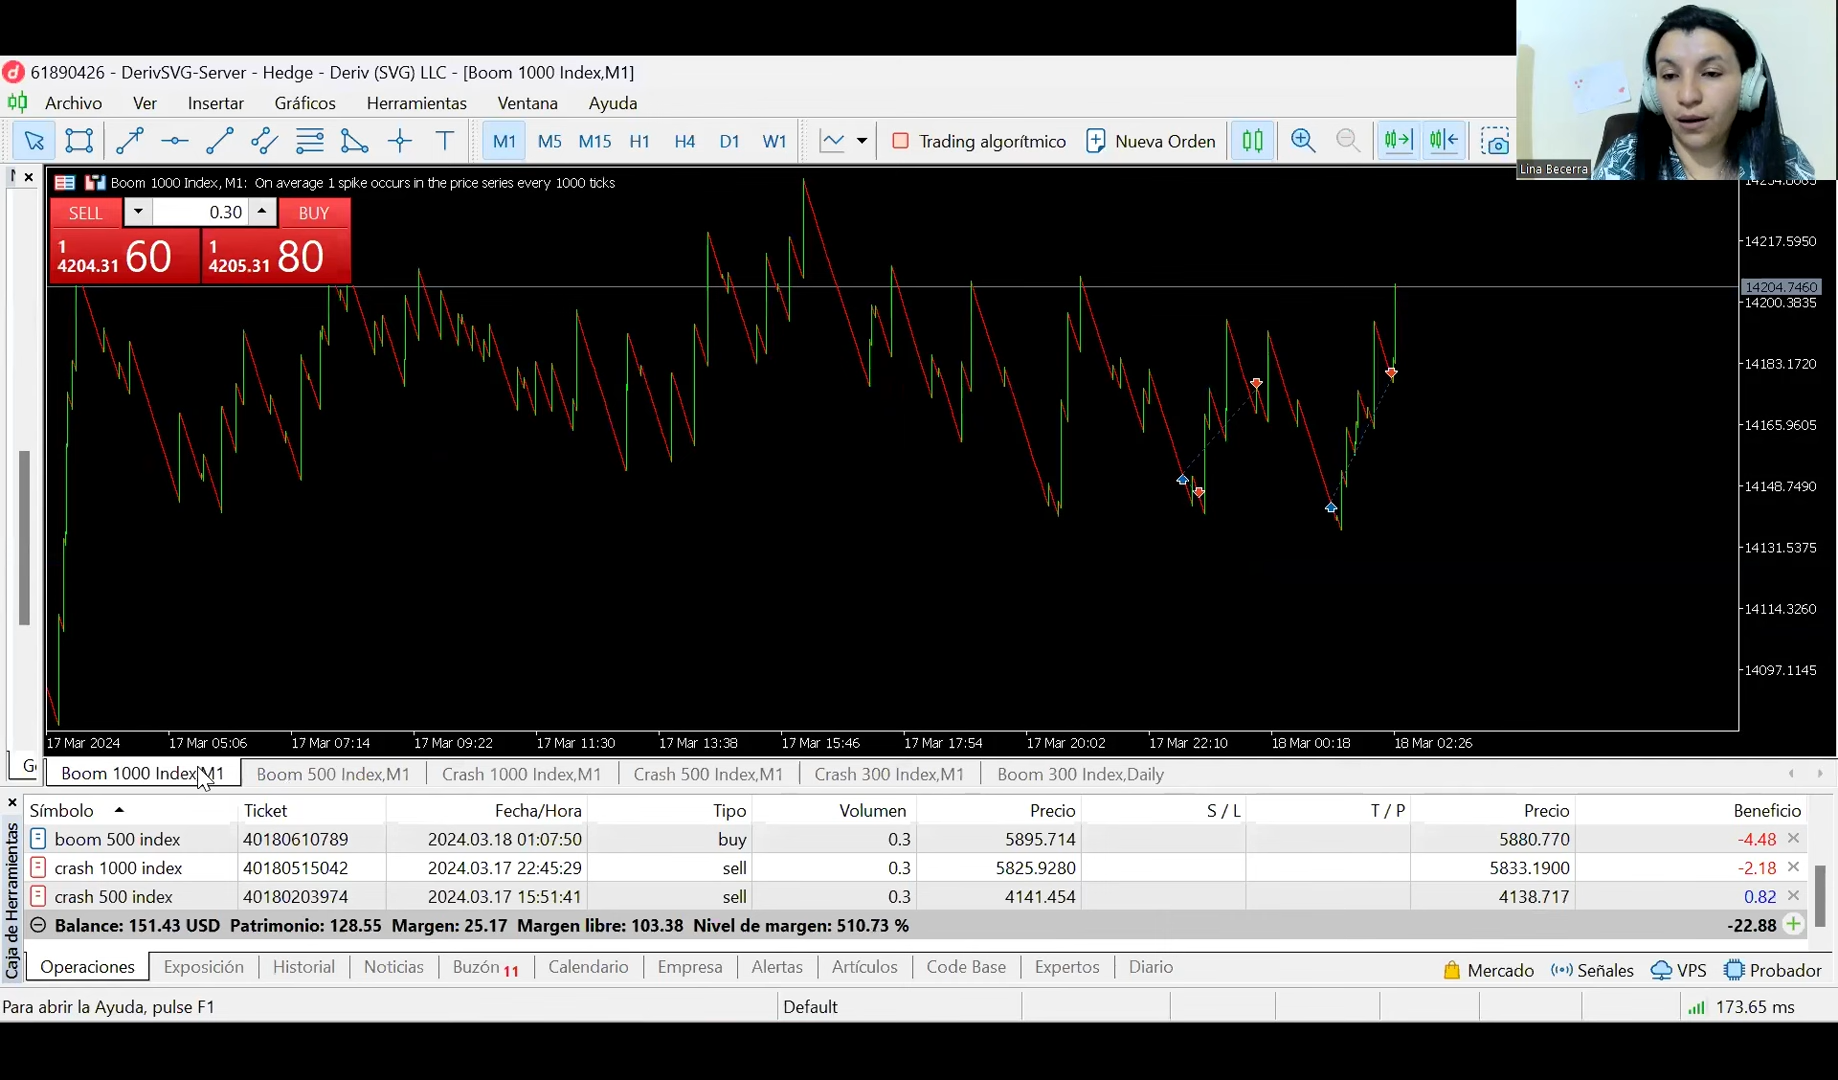 61890426 - DerivSVG-Server - Hedge - Deriv (SVG) LLC - [Boom 1000 Index,M1]
Archivo Ver Insertar Gráficos Herramientas Ventana Ayuda
T M1 M5 M15 H1 H4 D1 W1 Trading algorítmico Nueva Orden
Lina Becerra
Boom 1000 Index, M1: On average 1 spike occurs in the price series every 1000 ticks
SELL 0.30 BUY
1 4204.31 60 1 4205.31 80
14234.8065
14217.5950
14204.7460
14200.3835
14183.1720
14165.9605
14148.7490
14131.5375
14114.3260
14097.1145
17 Mar 2024 17 Mar 05:06 17 Mar 07:14 17 Mar 09:22 17 Mar 11:30 17 Mar 13:38 17 Mar 15:46 17 Mar 17:54 17 Mar 20:02 17 Mar 22:10 18 Mar 00:18 18 Mar 02:26
Boom 1000 Index,M1 Boom 500 Index,M1 Crash 1000 Index,M1 Crash 500 Index,M1 Crash 300 Index,M1 Boom 300 Index,Daily
Símbolo Ticket Fecha/Hora Tipo Volumen Precio S / L T / P Precio Beneficio
boom 500 index 40180610789 2024.03.18 01:07:50 buy 0.3 5895.714 5880.770 -4.48
crash 1000 index 40180515042 2024.03.17 22:45:29 sell 0.3 5825.9280 5833.1900 -2.18
crash 500 index 40180203974 2024.03.17 15:51:41 sell 0.3 4141.454 4138.717 0.82
Balance: 151.43 USD Patrimonio: 128.55 Margen: 25.17 Margen libre: 103.38 Nivel de margen: 510.73 % -22.88
Caja de Herramientas
Operaciones Exposición Historial Noticias Buzón 11 Calendario Empresa Alertas Artículos Code Base Expertos Diario Mercado Señales VPS Probador
Para abrir la Ayuda, pulse F1 Default 173.65 ms